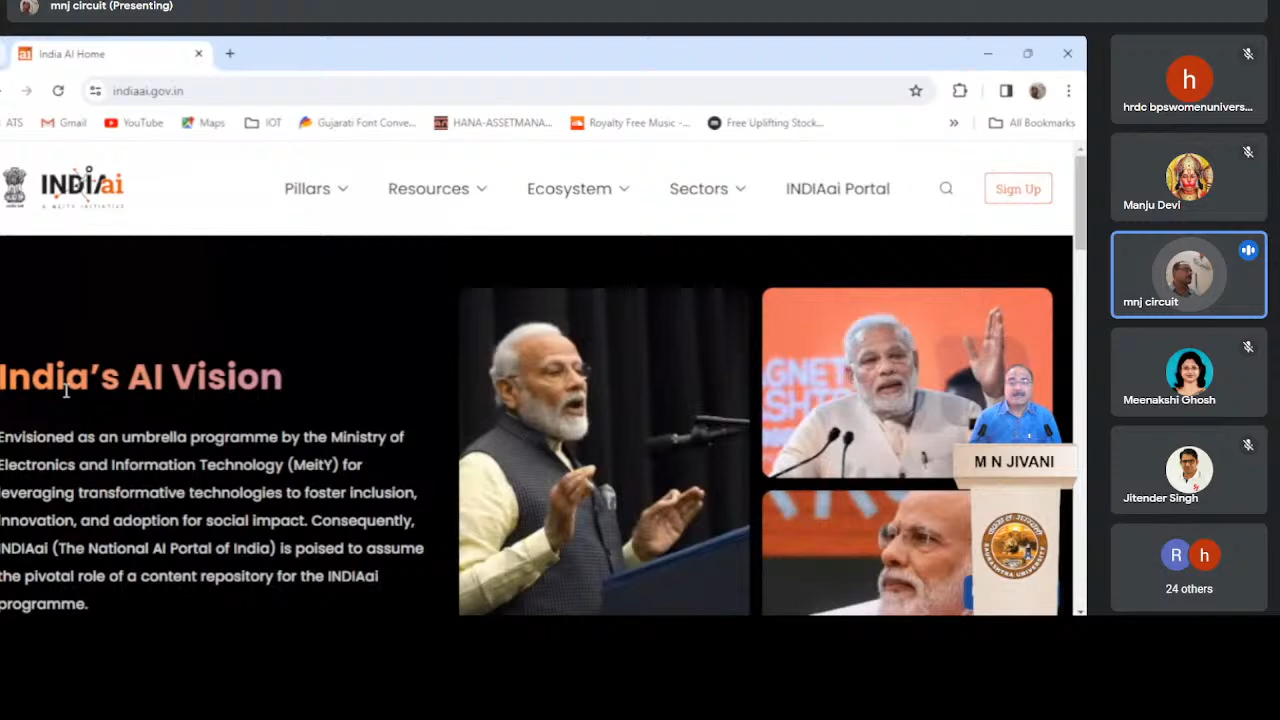 mnj circuit (Presenting)
India AI Home
indiaai.gov.in
ATS
Gmail
YouTube
Maps
IOT
Gujarati Font Conve...
HANA-ASSETMANA...
Royalty Free Music -...
Free Uplifting Stock...
»
All Bookmarks
INDIAai
Pillars
Resources
Ecosystem
Sectors
INDIAai Portal
Sign Up
India’s AI Vision
Envisioned as an umbrella programme by the Ministry of
Electronics and Information Technology (MeitY) for
leveraging transformative technologies to foster inclusion,
innovation, and adoption for social impact. Consequently,
INDIAai (The National AI Portal of India) is poised to assume
the pivotal role of a content repository for the INDIAai
programme.
M N JIVANI
SAURASHTRA UNIVERSITY
h
hrdc bpswomenunivers...
Manju Devi
mnj circuit
Meenakshi Ghosh
Jitender Singh
R h
24 others